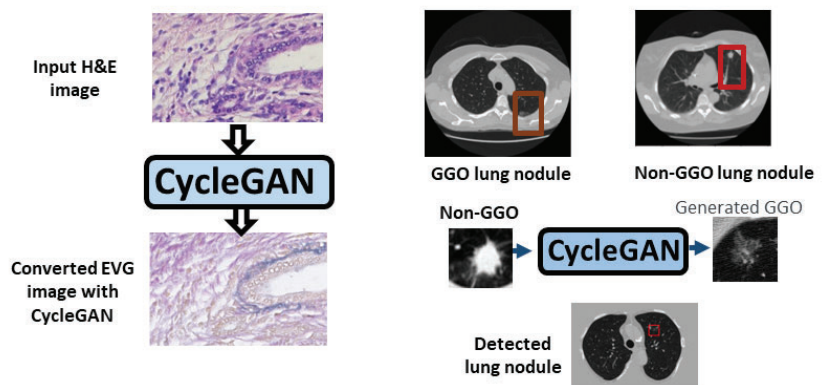 Input H&E
image
CycleGAN
Converted EVG
image with
CycleGAN
GGO lung nodule
Non-GGO lung nodule
Non-GGO
Generated GGO
CycleGAN
Detected
lung nodule